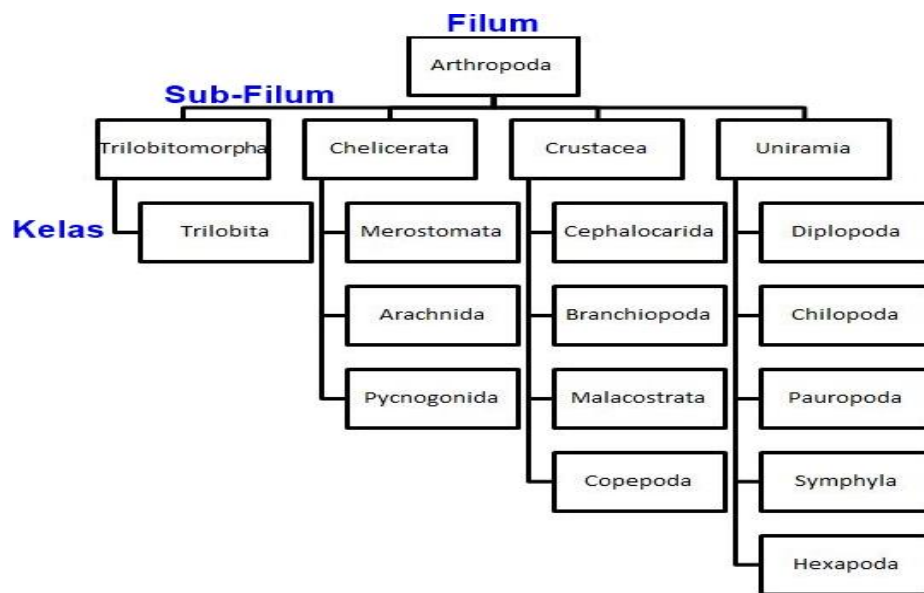 Filum
Arthropoda
Sub-Filum
Trilobitomorpha
Chelicerata
Crustacea
Uniramia
Kelas
Trilobita
Merostomata
Cephalocarida
Diplopoda
Arachnida
Branchiopoda
Chilopoda
Pycnogonida
Malacostrata
Pauropoda
Copepoda
Symphyla
Hexapoda